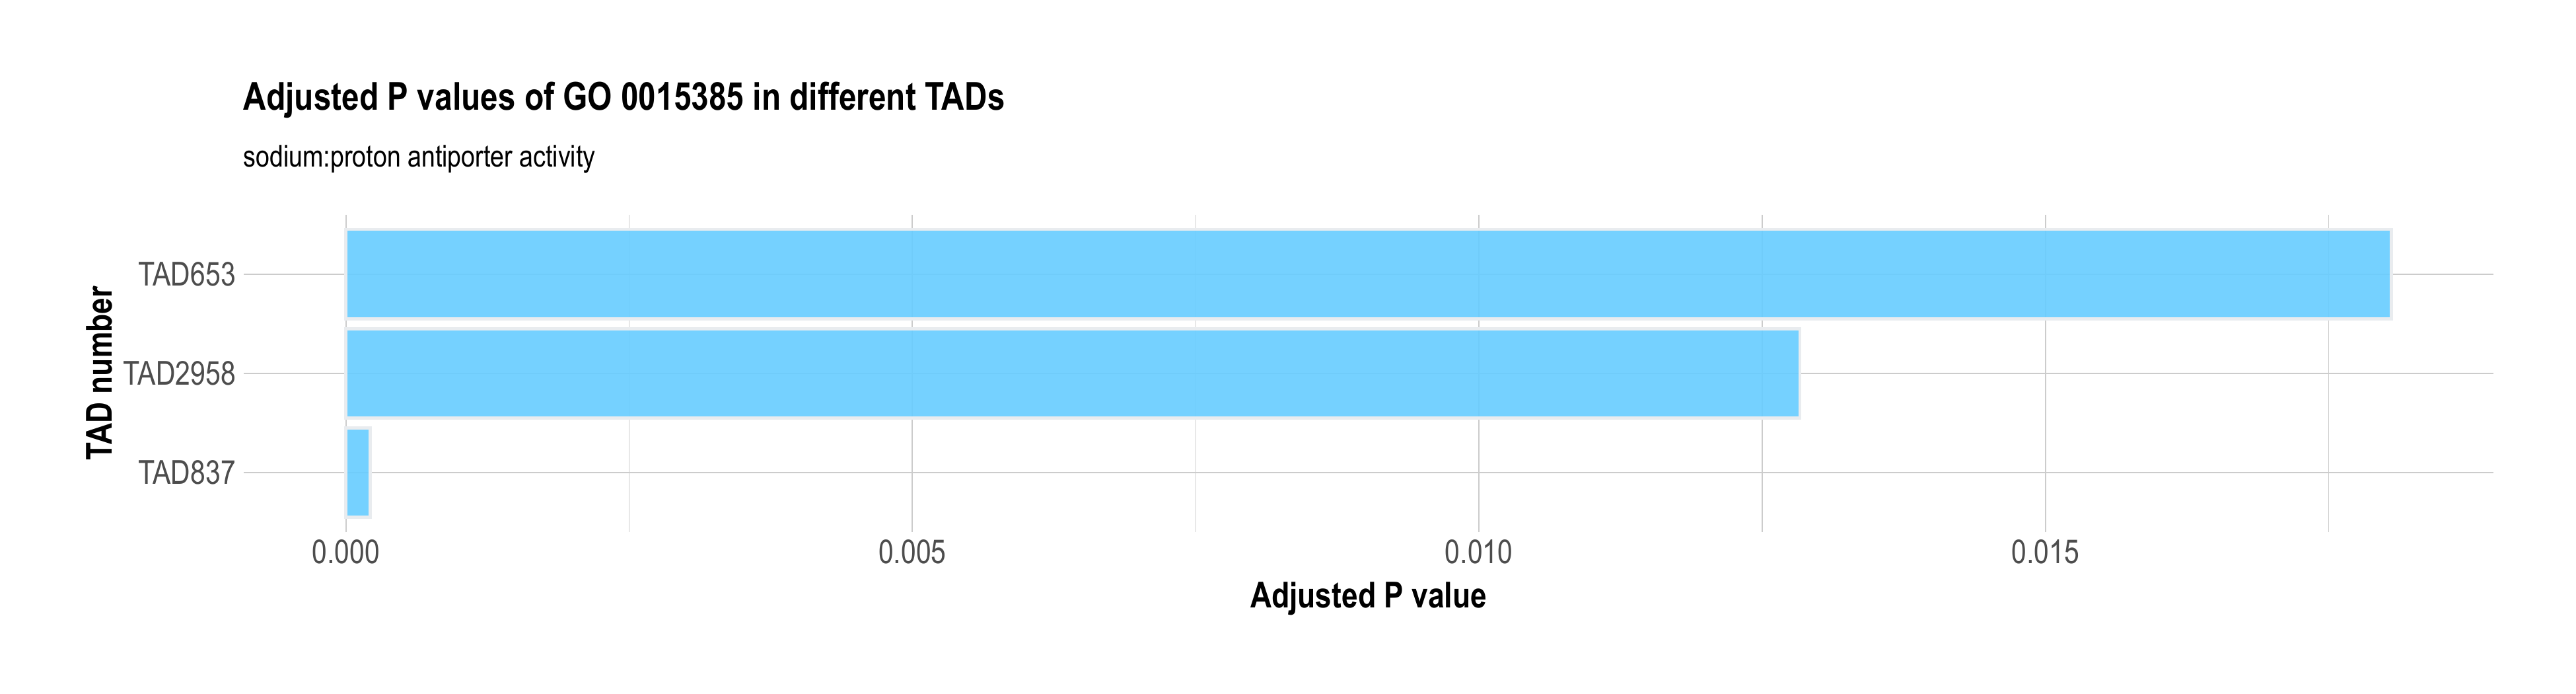 Adjusted P values of GO 0015385 in different TADs
sodium:proton antiporter activity
TAD number
TAD653
TAD2958
TAD837
0.000 0.005 0.010 0.015
Adjusted P value